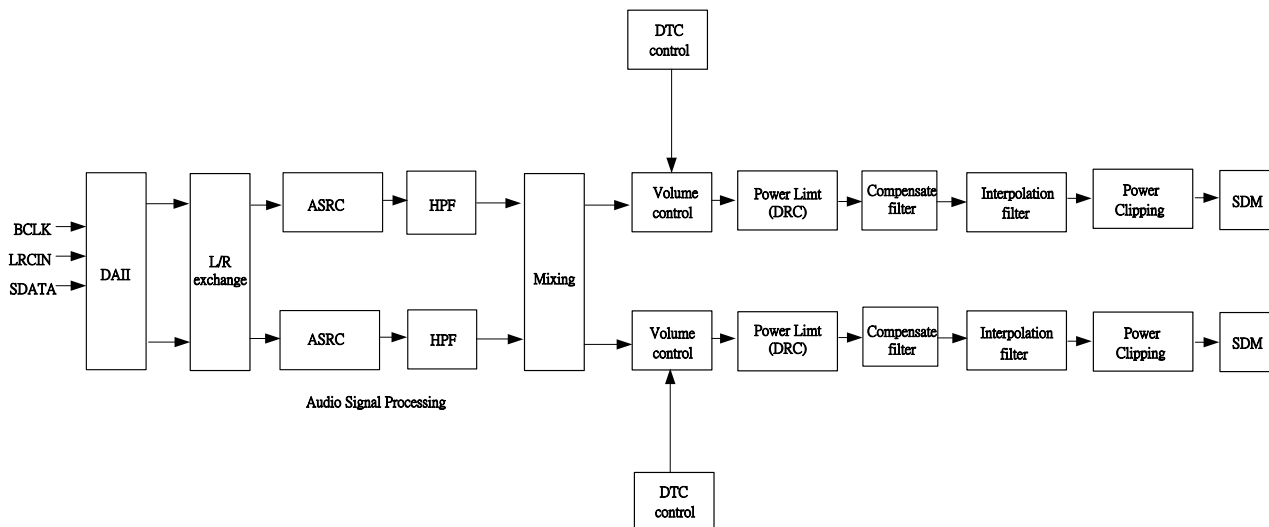 DTC
control
BCLK
LRCIN
SDATA
DAII
L/R
exchange
ASRC
HPF
Mixing
Volume
control
Power Limt
(DRC)
Compensate
filter
Interpolation
filter
Power
Clipping
SDM
ASRC
HPF
Volume
control
Power Limt
(DRC)
Compensate
filter
Interpolation
filter
Power
Clipping
SDM
Audio Signal Processing
DTC
control